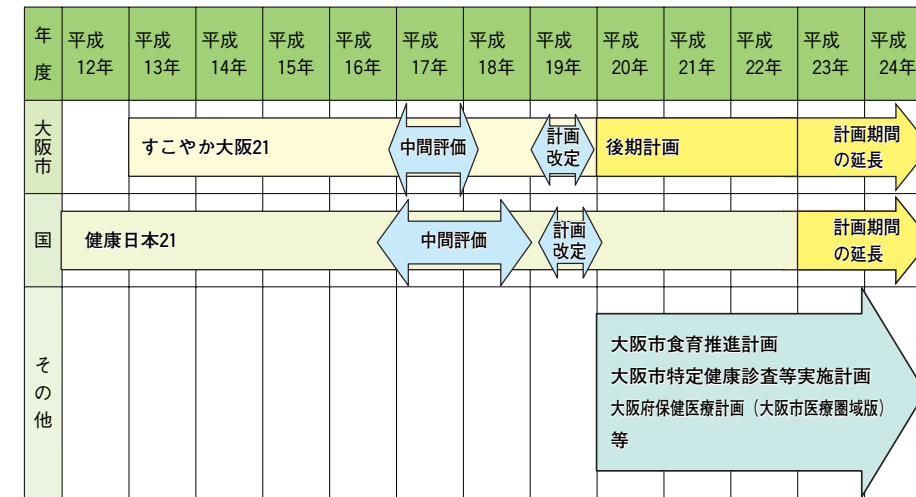 年度
平成12年
平成13年
平成14年
平成15年
平成16年
平成17年
平成18年
平成19年
平成20年
平成21年
平成22年
平成23年
平成24年
大阪市
すこやか大阪21
中間評価
計画
改定
後期計画
計画期間
の延長
国
健康日本21
中間評価
計画
改定
計画期間
の延長
その他
大阪市食育推進計画
大阪市特定健康診査等実施計画
大阪府保健医療計画（大阪市医療圏域版）
等